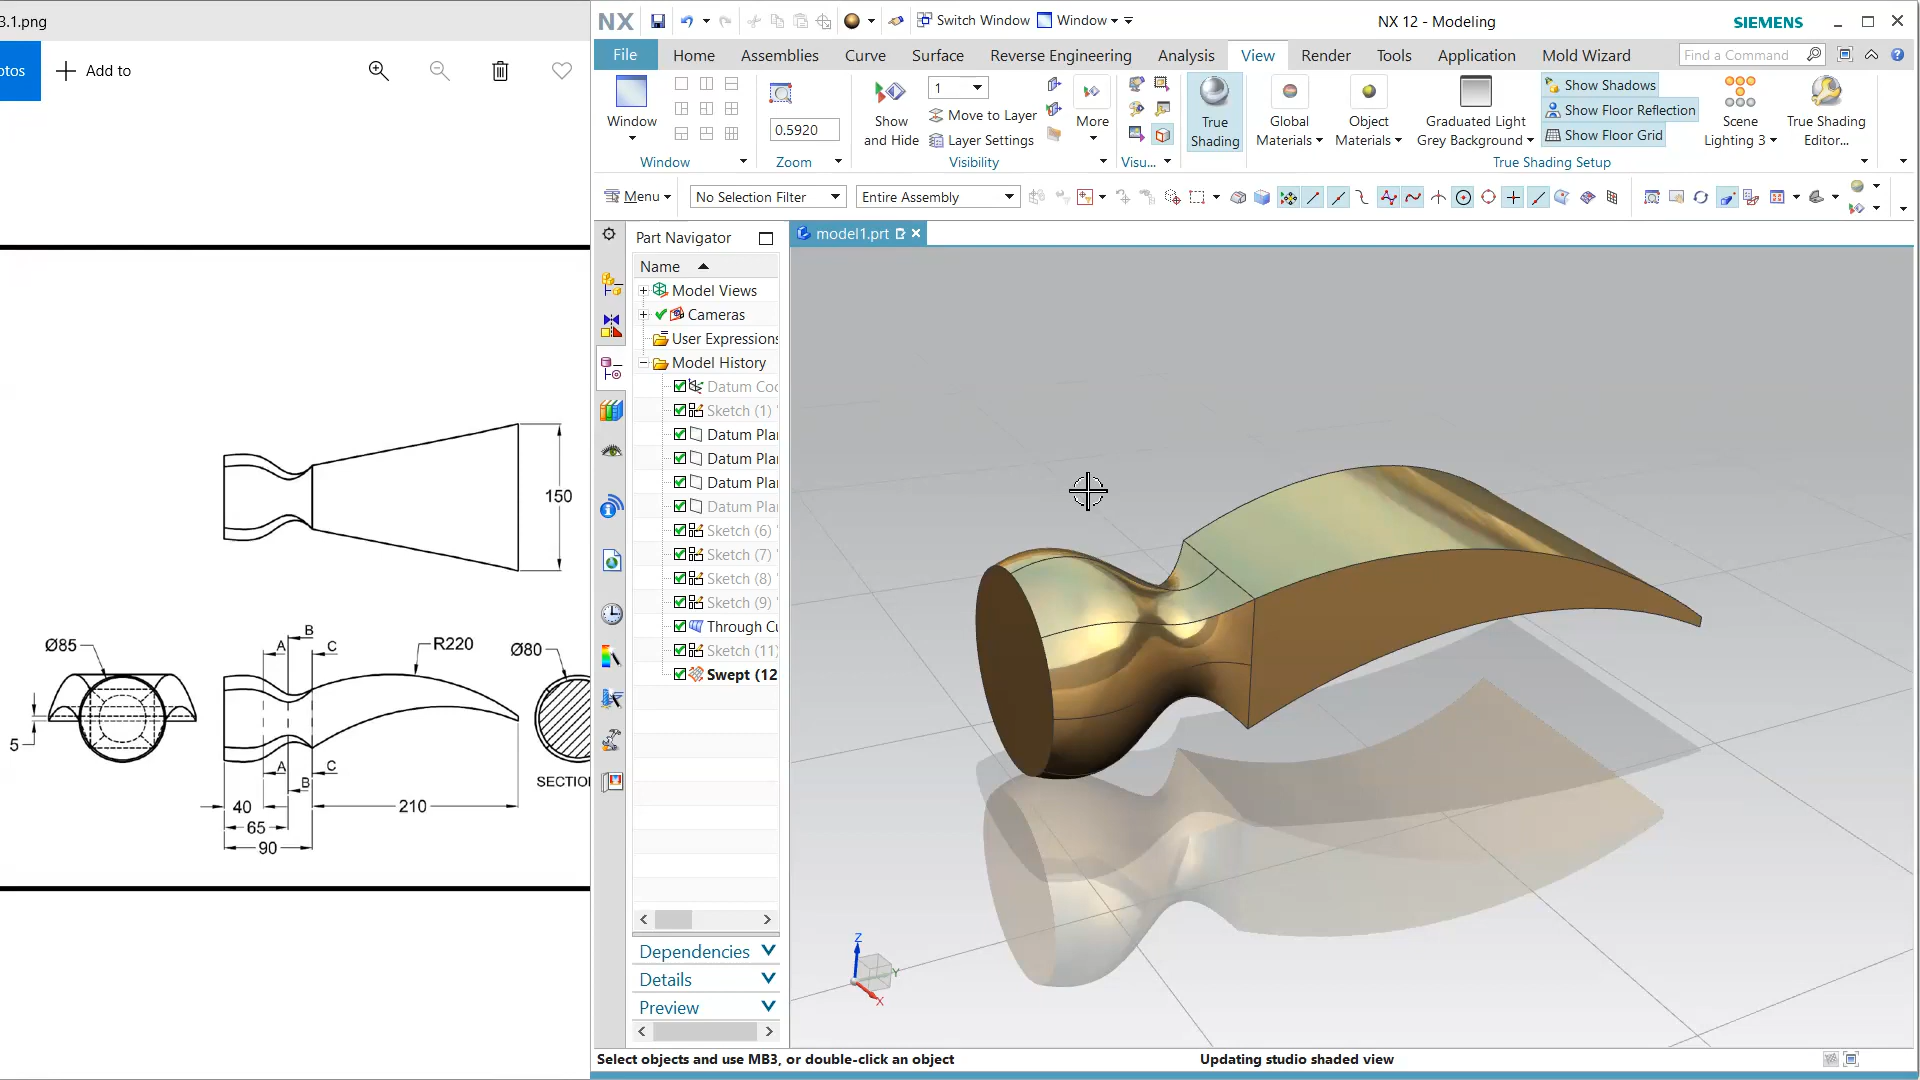 3.1.png
otos
Add to
150
Ø85
A
B
C
R220
Ø80
5
A
B
C
SECTIO
40
210
65
90
NX
Switch Window
Window
NX 12 - Modeling
SIEMENS
File
Home
Assemblies
Curve
Surface
Reverse Engineering
Analysis
View
Render
Tools
Application
Mold Wizard
Find a Command
Window
0.5920
Show
and Hide
1
Move to Layer
Layer Settings
More
True
Shading
Global
Materials
Object
Materials
Graduated Light
Grey Background
Show Shadows
Show Floor Reflection
Show Floor Grid
Scene
Lighting 3
True Shading
Editor...
Window
Zoom
Visibility
Visu...
True Shading Setup
Menu
No Selection Filter
Entire Assembly
Part Navigator
model1.prt
Name
Model Views
Cameras
User Expressions
Model History
Datum Coo
Sketch (1) "
Datum Plan
Datum Plan
Datum Plan
Datum Plan
Sketch (6) "
Sketch (7) "
Sketch (8) "
Sketch (9) "
Through Cu
Sketch (11)
Swept (12
Dependencies
Details
Preview
Z
Y
X
Select objects and use MB3, or double-click an object
Updating studio shaded view